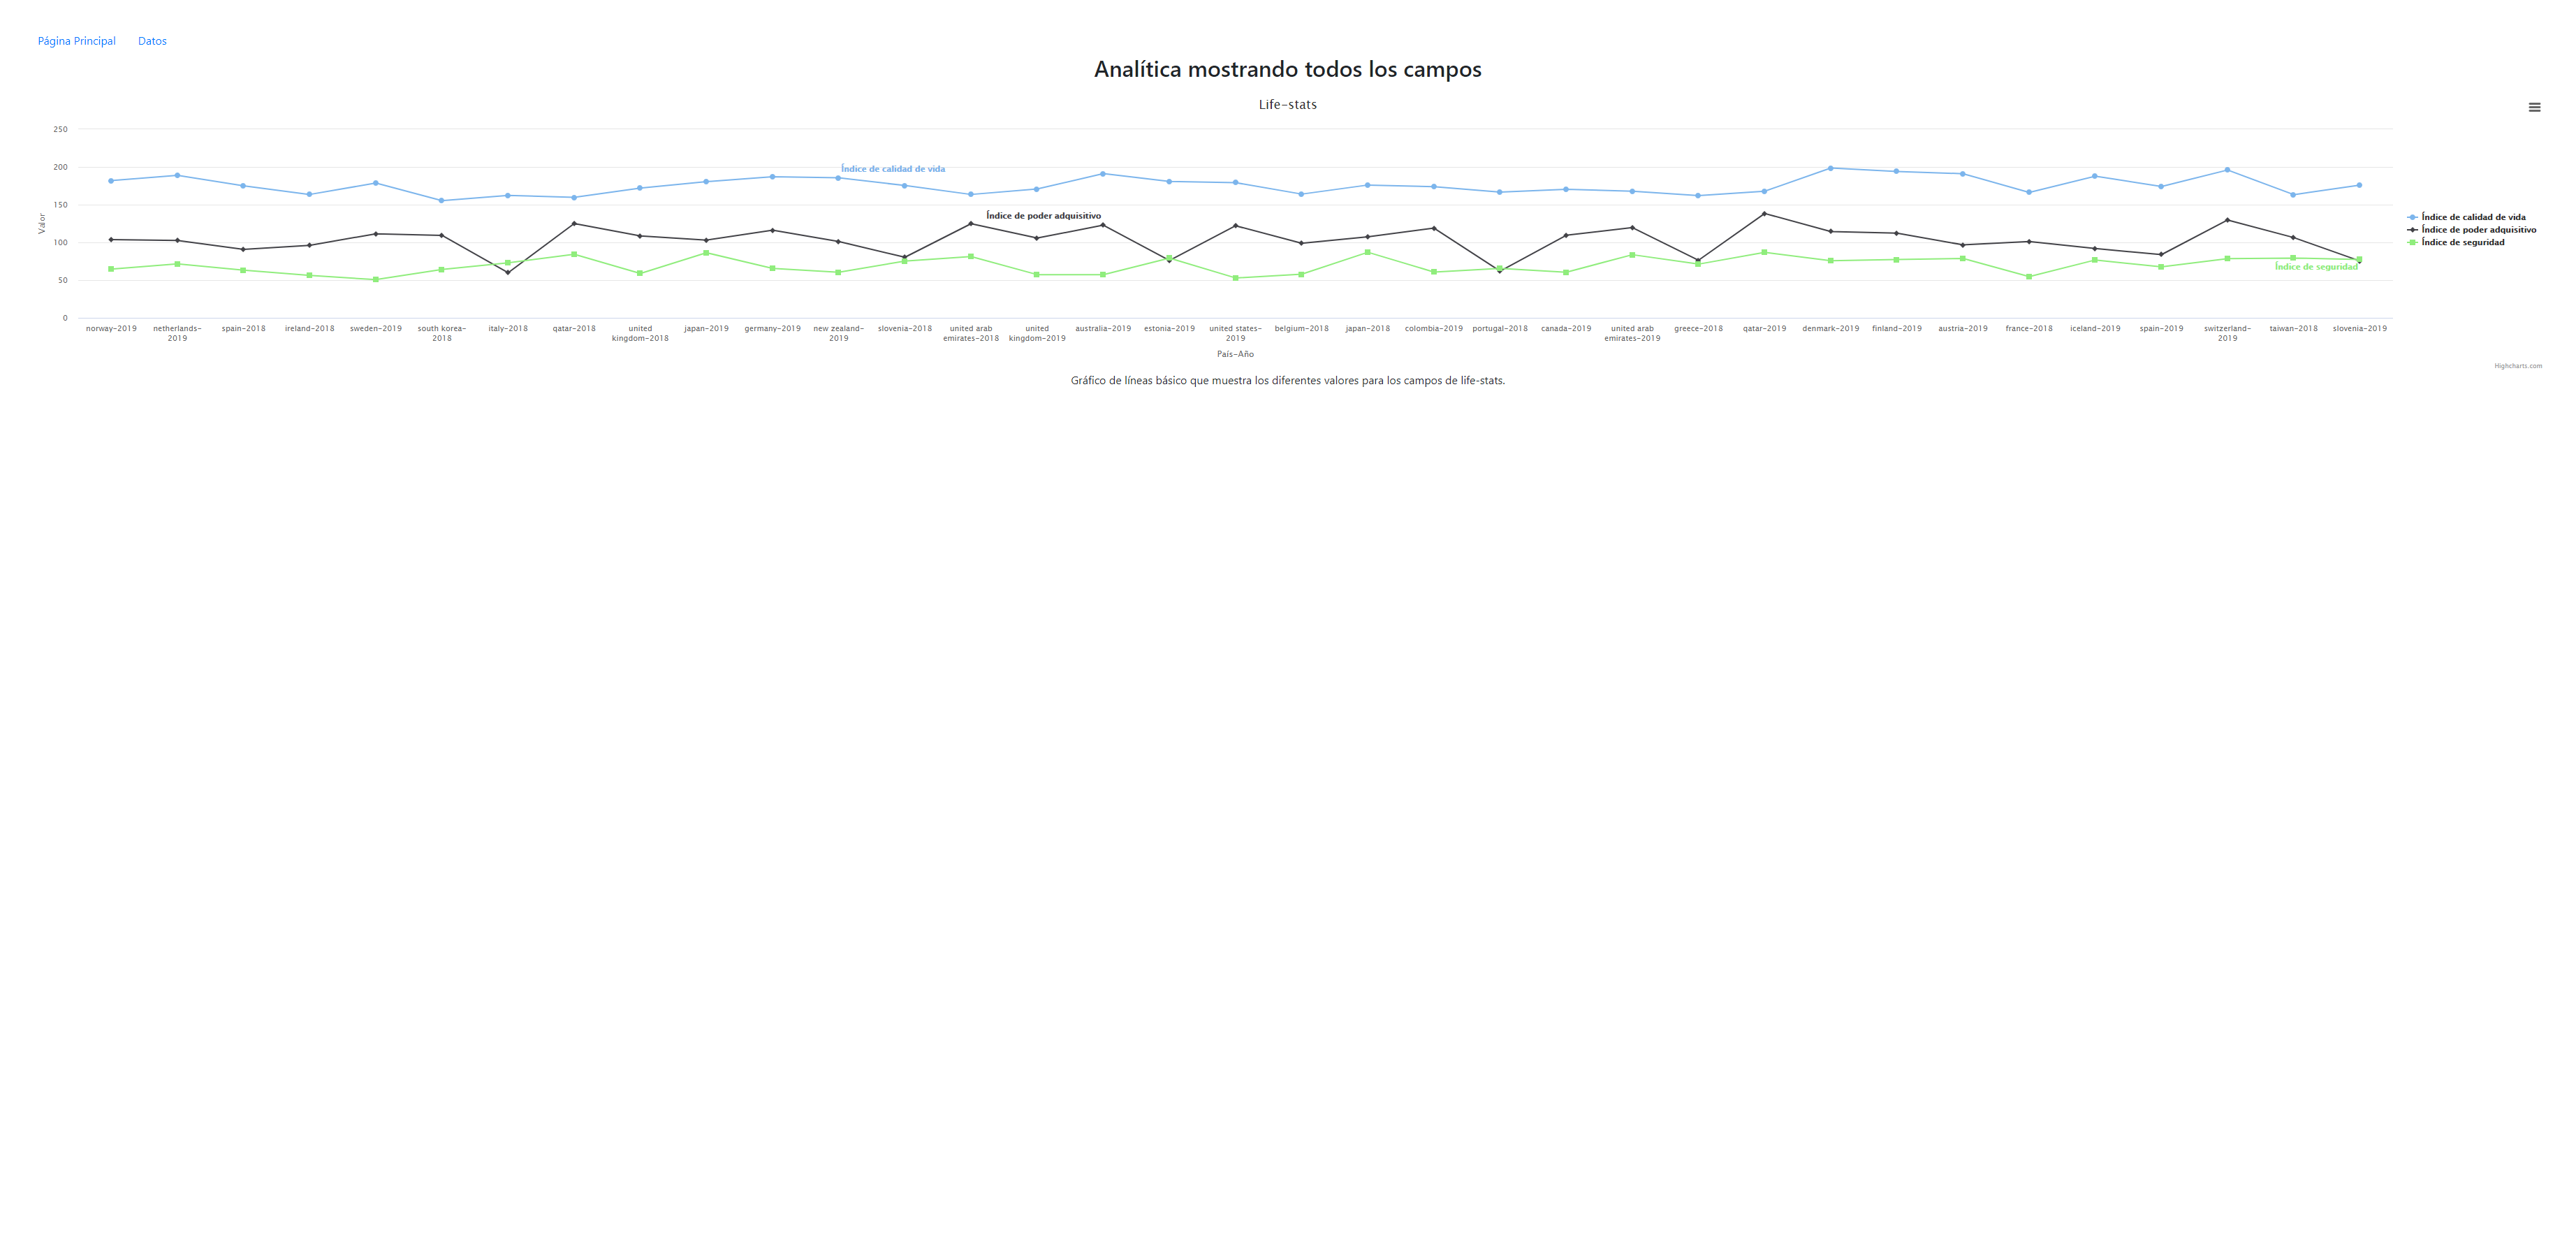 Página Principal Datos
Analítica mostrando todos los campos
Life-stats
250
200
150
100
50
0
Valor
Índice de calidad de vida
Índice de poder adquisitivo
Índice de seguridad
Índice de calidad de vida
Índice de poder adquisitivo
Índice de seguridad
norway-2019
netherlands-
2019
spain-2018
ireland-2018
sweden-2019
south korea-
2018
italy-2018
qatar-2018
united
kingdom-2018
japan-2019
germany-2019
new zealand-
2019
slovenia-2018
united arab
emirates-2018
united
kingdom-2019
australia-2019
estonia-2019
united states-
2019
belgium-2018
japan-2018
colombia-2019
portugal-2018
canada-2019
united arab
emirates-2019
greece-2018
qatar-2019
denmark-2019
finland-2019
austria-2019
france-2018
iceland-2019
spain-2019
switzerland-
2019
taiwan-2018
slovenia-2019
País-Año
Highcharts.com
Gráfico de líneas básico que muestra los diferentes valores para los campos de life-stats.